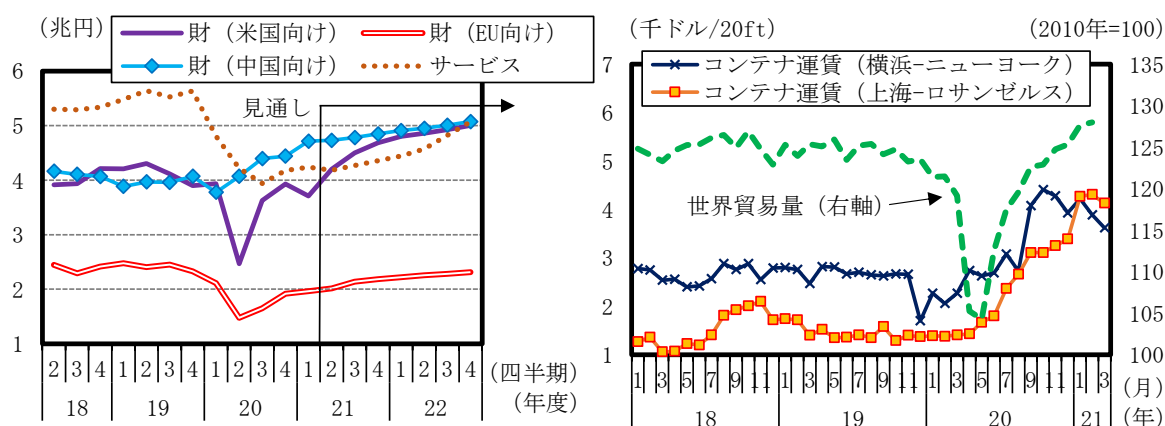 (兆円)
財(米国向け)
財(EU向け)
財(中国向け)
サービス
見通し
6
5
4
3
2
1
2 3 4 1 2 3 4 1 2 3 4 1 2 3 4 1 2 3 4
(四半期)
18 19 20 21 22
(年度)
(千ドル/20ft)
(2010年=100)
コンテナ運賃(横浜-ニューヨーク)
コンテナ運賃(上海-ロサンゼルス)
世界貿易量(右軸)
7
6
5
4
3
2
1
135
130
125
120
115
110
105
100
1 3 5 7 9 11 1 3 5 7 9 11 1 3 5 7 9 11 1 3
(月)
18 19 20 21
(年)